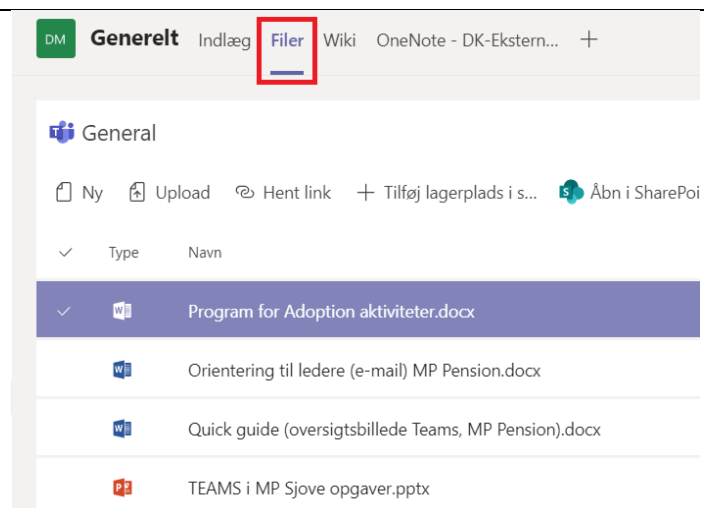 DM Generelt Indlæg Filer Wiki OneNote - DK-Ekstern... +
General
Ny Upload Hent link + Tilføj lagerplads i s... Åbn i SharePoi
Type Navn
Program for Adoption aktiviteter.docx
Orientering til ledere (e-mail) MP Pension.docx
Quick guide (oversigtsbillede Teams, MP Pension).docx
TEAMS i MP Sjove opgaver.pptx